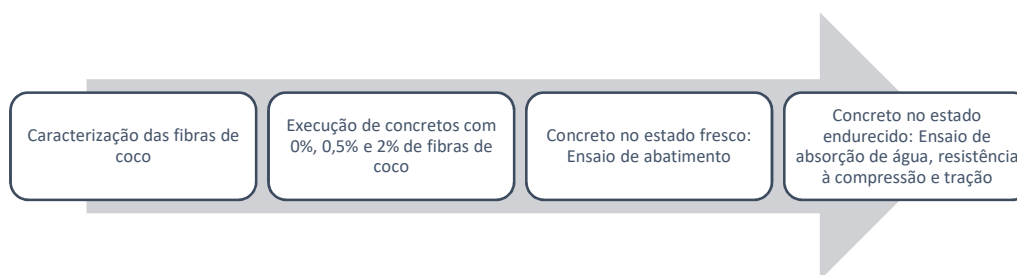 Caracterização das fibras de
coco
Execução de concretos com
0%, 0,5% e 2% de fibras de
coco
Concreto no estado fresco:
Ensaio de abatimento
Concreto no estado
endurecido: Ensaio de
absorção de água, resistência
à compressão e tração